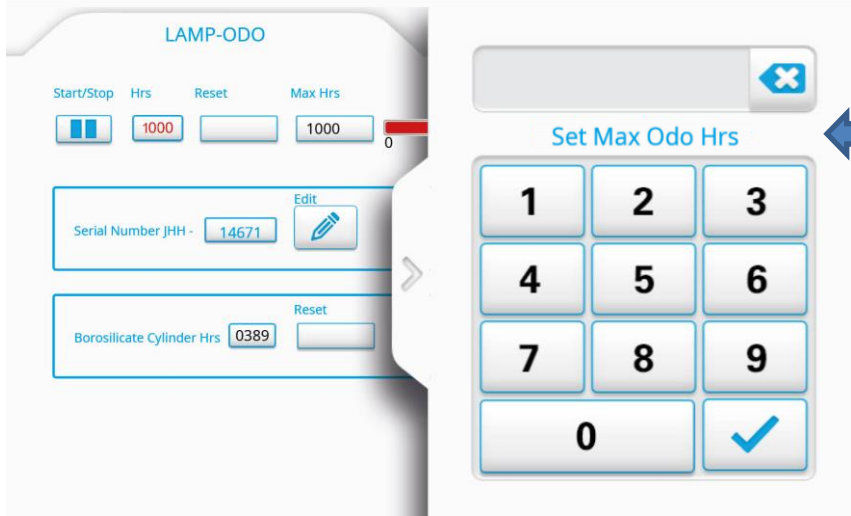 LAMP-ODO
Start/Stop Hrs Reset Max Hrs
1000 1000
0
Edit
Serial Number JHH - 14671
Reset
Borosilicate Cylinder Hrs 0389
Set Max Odo Hrs
1 2 3
4 5 6
7 8 9
0